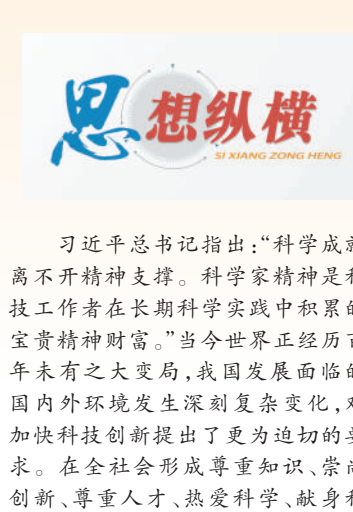 思想纵横
SI XIANG ZONG HENG
习近平总书记指出：“科学成就
离不开精神支撑。科学家精神是科
技工作者在长期科学实践中积累的
宝贵精神财富。”当今世界正经历百
年未有之大变局，我国发展面临的
国内外环境发生深刻复杂变化，对
加快科技创新提出了更为迫切的要
求。在全社会形成尊重知识、崇尚
创新、尊重人才、热爱科学、献身科